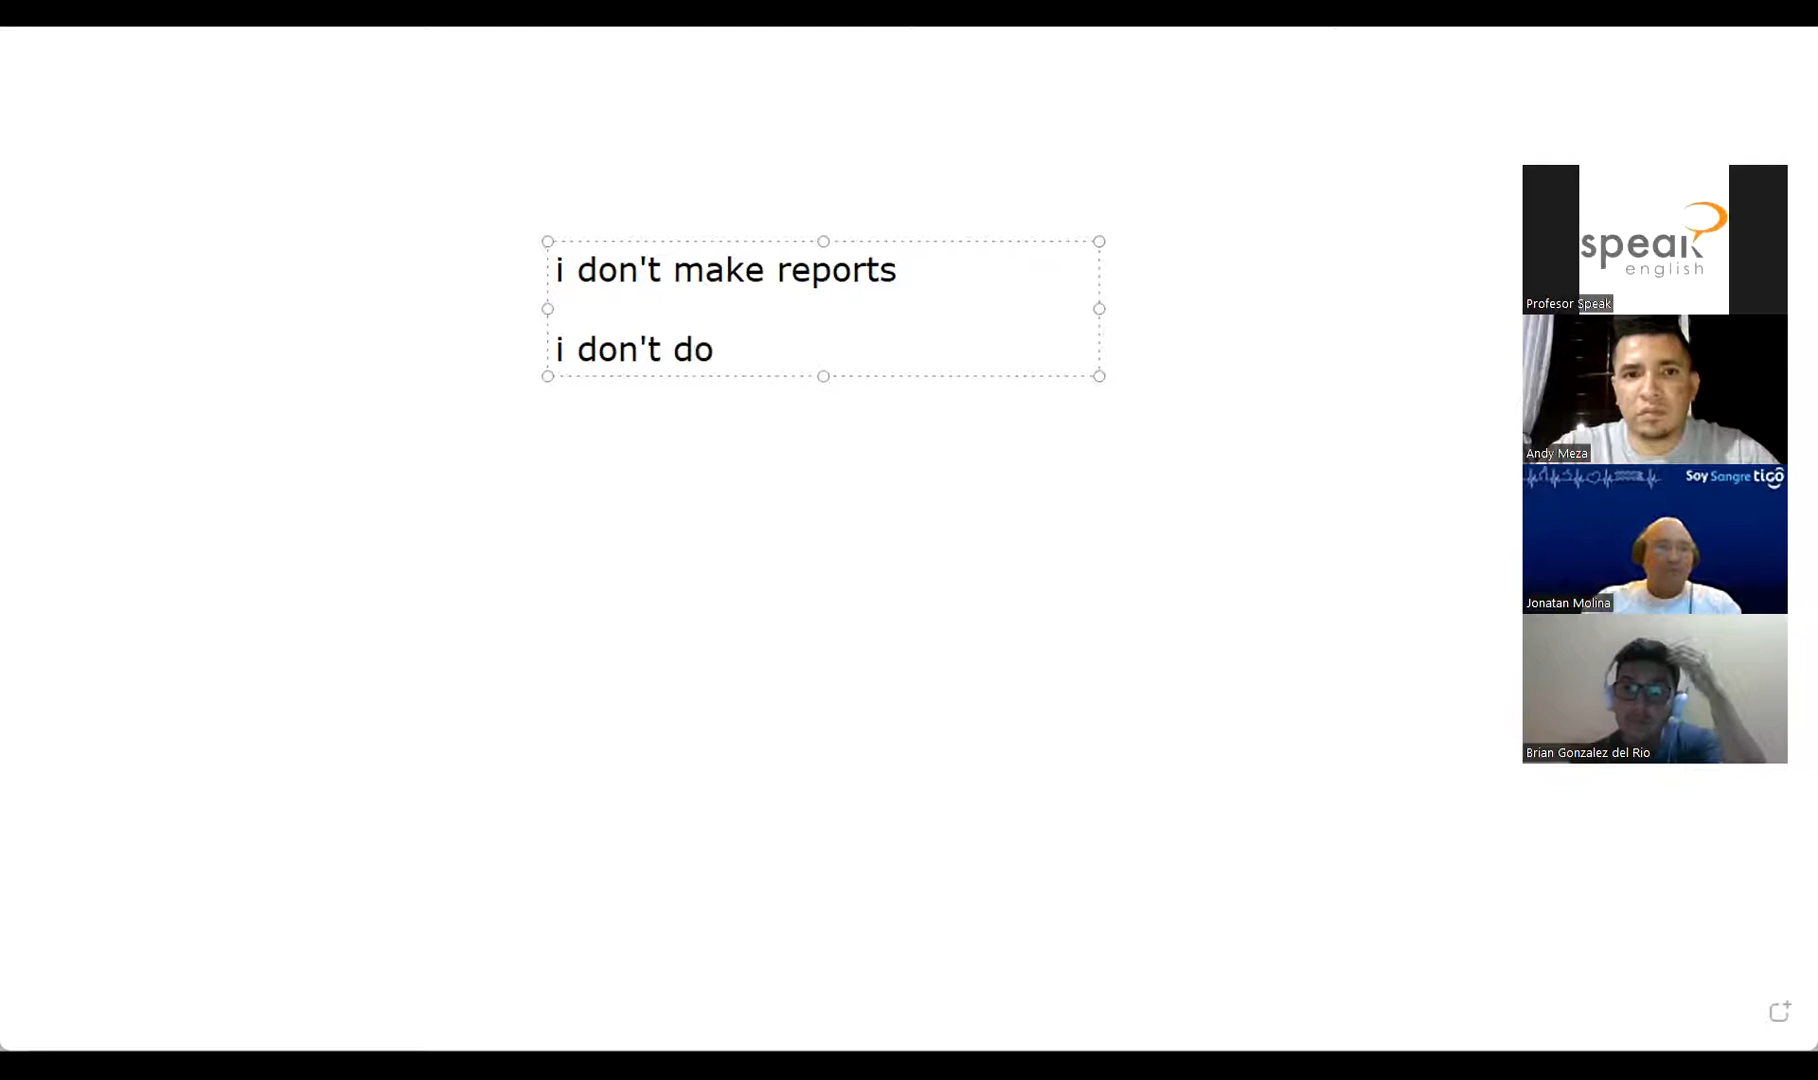 i don't make reports
i don't do
speak
english
Profesor Speak
Andy Meza
Soy Sangre tigo
Jonatan Molina
Brian Gonzalez del Rio